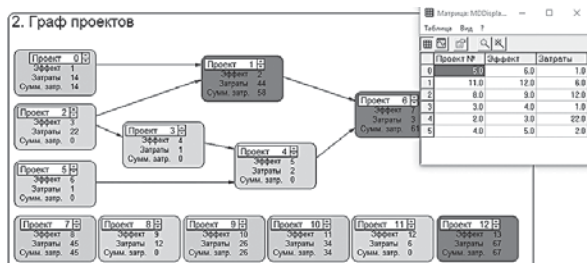 2. Граф проектов
Проект 0
Эффект 1
Затраты 14
Сумм. затр. 14
Проект 1
Эффект 2
Затраты 44
Сумм. затр. 58
Проект 2
Эффект 3
Затраты 22
Сумм. затр. 0
Проект 3
Эффект 4
Затраты 1
Сумм. затр. 0
Проект 4
Эффект 5
Затраты 2
Сумм. затр. 0
Проект 5
Эффект 6
Затраты 1
Сумм. затр. 0
Проект 6
Эффект 7
Затраты 3
Сумм. затр. 61
Проект 7
Эффект 8
Затраты 45
Сумм. затр. 45
Проект 8
Эффект 9
Затраты 12
Сумм. затр. 0
Проект 9
Эффект 10
Затраты 26
Сумм. затр. 26
Проект 10
Эффект 11
Затраты 34
Сумм. затр. 34
Проект 11
Эффект 12
Затраты 6
Сумм. затр. 0
Проект 12
Эффект 13
Затраты 67
Сумм. затр. 67
Матрица: MDDispla...
Таблица Вид ?
Проект № Эффект Затраты
0 5.0 6.0 1.0
1 11.0 12.0 6.0
2 8.0 9.0 12.0
3 3.0 4.0 1.0
4 2.0 3.0 22.0
5 4.0 5.0 2.0